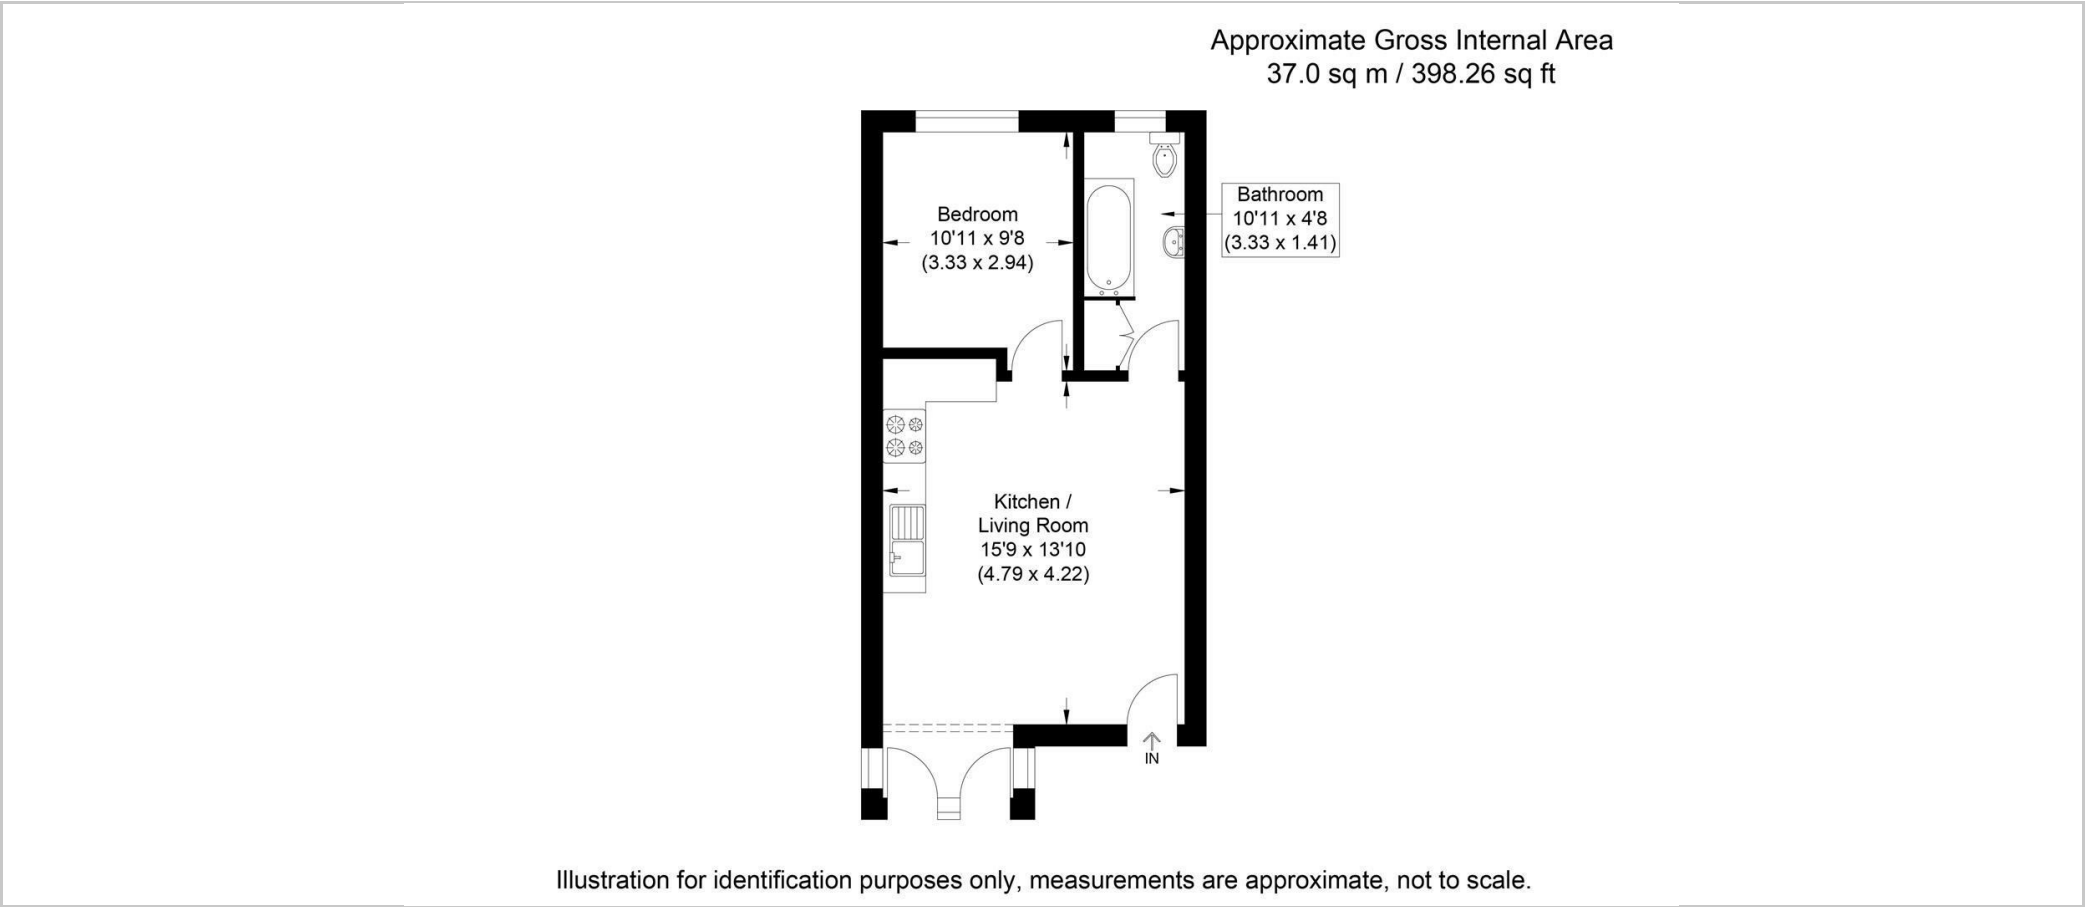 Approximate Gross Internal Area
37.0 sq m / 398.26 sq ft
Bedroom
10'11 x 9'8
(3.33 x 2.94)
Bathroom
10'11 x 4'8
(3.33 x 1.41)
Kitchen /
Living Room
15'9 x 13'10
(4.79 x 4.22)
IN
Illustration for identification purposes only, measurements are approximate, not to scale.